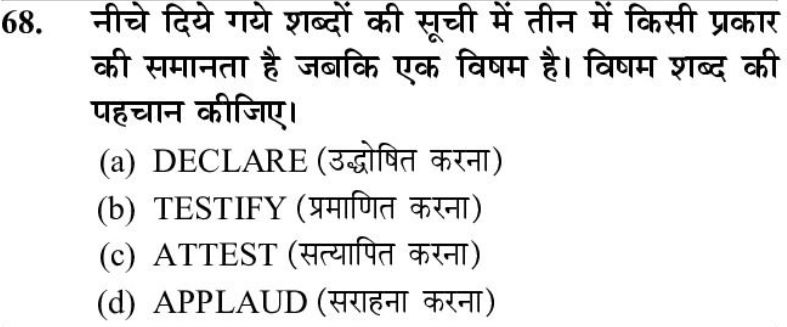 68. नीचे दिये गये शब्दों की सूची में तीन में किसी प्रकार
की समानता है जबकि एक विषम है। विषम शब्द की
पहचान कीजिए।
(a) DECLARE (उद्घोषित करना)
(b) TESTIFY (प्रमाणित करना)
(c) ATTEST (सत्यापित करना)
(d) APPLAUD (सराहना करना)